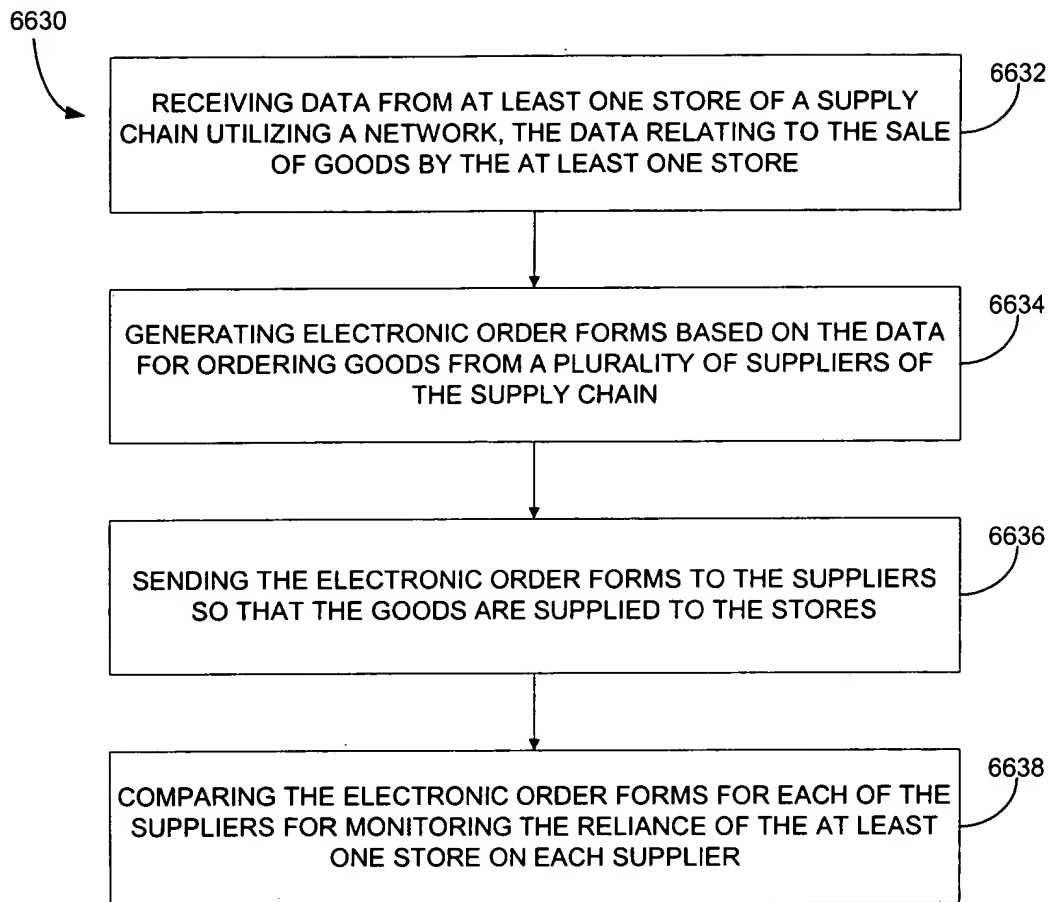 6630
6632
RECEIVING DATA FROM AT LEAST ONE STORE OF A SUPPLY
CHAIN UTILIZING A NETWORK, THE DATA RELATING TO THE SALE
OF GOODS BY THE AT LEAST ONE STORE
6634
GENERATING ELECTRONIC ORDER FORMS BASED ON THE DATA
FOR ORDERING GOODS FROM A PLURALITY OF SUPPLIERS OF
THE SUPPLY CHAIN
6636
SENDING THE ELECTRONIC ORDER FORMS TO THE SUPPLIERS
SO THAT THE GOODS ARE SUPPLIED TO THE STORES
6638
COMPARING THE ELECTRONIC ORDER FORMS FOR EACH OF THE
SUPPLIERS FOR MONITORING THE RELIANCE OF THE AT LEAST
ONE STORE ON EACH SUPPLIER